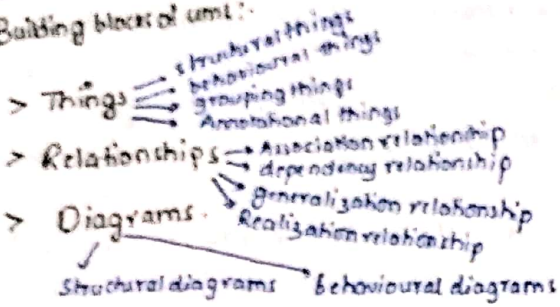 Building blocks of ums:-
> Things → structural things
→ behavioural things
→ grouping things
→ Annotational things
> Relationships → Association relationship
→ dependency relationship
→ generalization relationship
→ Realization relationship
> Diagrams.
Structural diagrams
behavioural diagrams